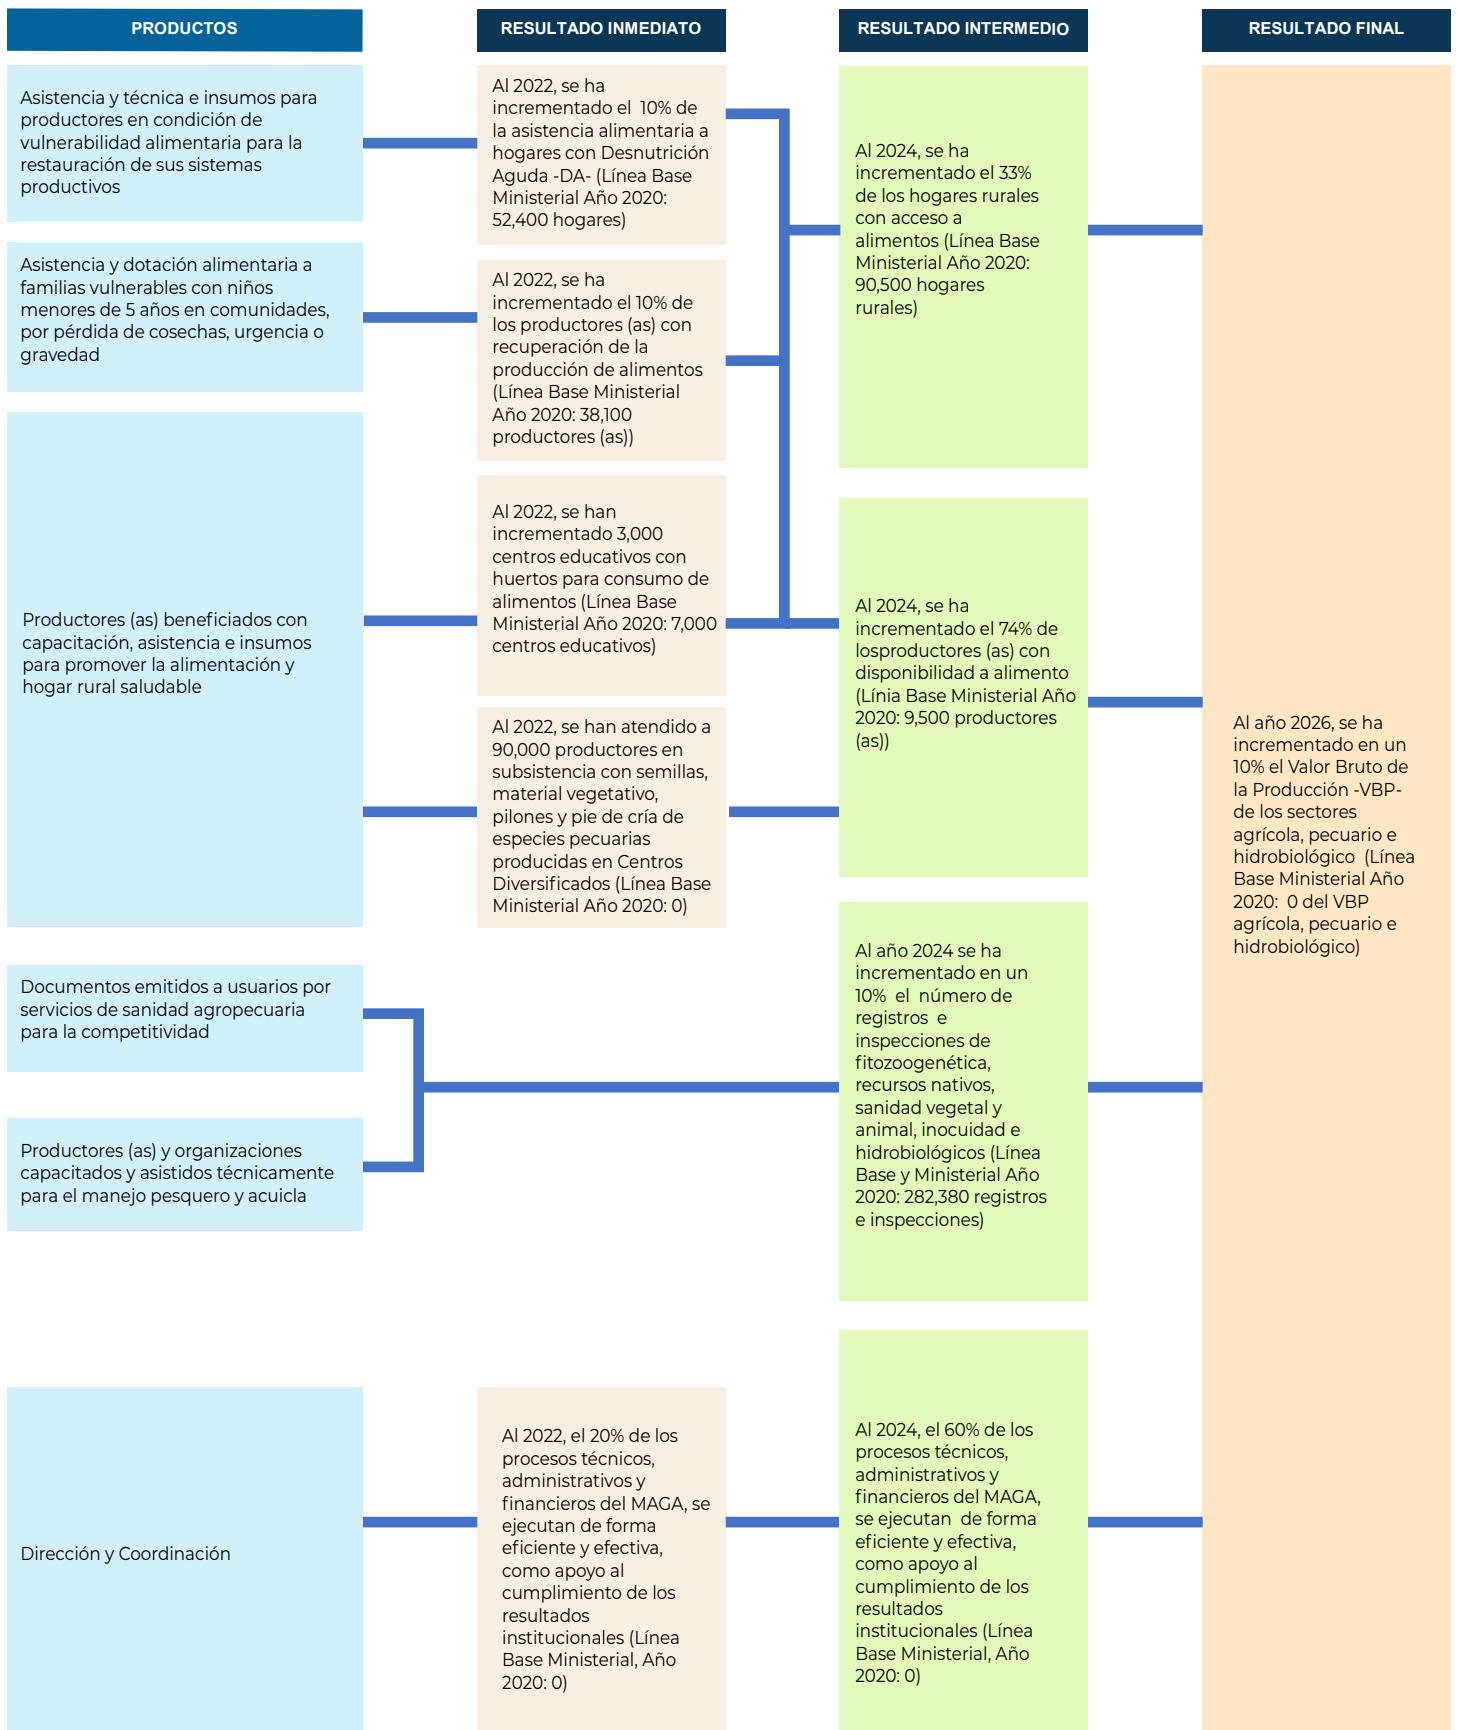 PRODUCTOS
RESULTADO INMEDIATO
RESULTADO INTERMEDIO
RESULTADO FINAL
Asistencia y técnica e insumos para
productores en condición de
vulnerabilidad alimentaria para la
restauración de sus sistemas
productivos
Asistencia y dotación alimentaria a
familias vulnerables con niños
menores de 5 años en comunidades,
por pérdida de cosechas, urgencia o
gravedad
Productores (as) beneficiados con
capacitación, asistencia e insumos
para promover la alimentación y
hogar rural saludable
Documentos emitidos a usuarios por
servicios de sanidad agropecuaria
para la competitividad
Productores (as) y organizaciones
capacitados y asistidos técnicamente
para el manejo pesquero y acuicla
Dirección y Coordinación
Al 2022, se ha
incrementado el 10% de
la asistencia alimentaria a
hogares con Desnutrición
Aguda -DA- (Línea Base
Ministerial Año 2020:
52,400 hogares)
Al 2022, se ha
incrementado el 10% de
los productores (as) con
recuperación de la
producción de alimentos
(Línea Base Ministerial
Año 2020: 38,100
productores (as))
Al 2022, se han
incrementado 3,000
centros educativos con
huertos para consumo de
alimentos (Línea Base
Ministerial Año 2020: 7,000
centros educativos)
Al 2022, se han atendido a
90,000 productores en
subsistencia con semillas,
material vegetativo,
pilones y pie de cría de
especies pecuarias
producidas en Centros
Diversificados (Línea Base
Ministerial Año 2020: 0)
Al 2022, el 20% de los
procesos técnicos,
administrativos y
financieros del MAGA, se
ejecutan de forma
eficiente y efectiva,
como apoyo al
cumplimiento de los
resultados
institucionales (Línea
Base Ministerial, Año
2020: 0)
Al 2024, se ha
incrementado el 33%
de los hogares rurales
con acceso a
alimentos (Línea Base
Ministerial Año 2020:
90,500 hogares
rurales)
Al 2024, se ha
incrementado el 74% de
losproductores (as) con
disponibilidad a alimento
(Línia Base Ministerial Año
2020: 9,500 productores
(as))
Al año 2024 se ha
incrementado en un
10% el número de
registros e
inspecciones de
fitozoogenética,
recursos nativos,
sanidad vegetal y
animal, inocuidad e
hidrobiológicos (Línea
Base y Ministerial Año
2020: 282,380 registros
e inspecciones)
Al 2024, el 60% de los
procesos técnicos,
administrativos y
financieros del MAGA,
se ejecutan de forma
eficiente y efectiva,
como apoyo al
cumplimiento de los
resultados
institucionales (Línea
Base Ministerial, Año
2020: 0)
Al año 2026, se ha
incrementado en un
10% el Valor Bruto de
la Producción -VBP-
de los sectores
agrícola, pecuario e
hidrobiológico (Línea
Base Ministerial Año
2020: 0 del VBP
agrícola, pecuario e
hidrobiológico)